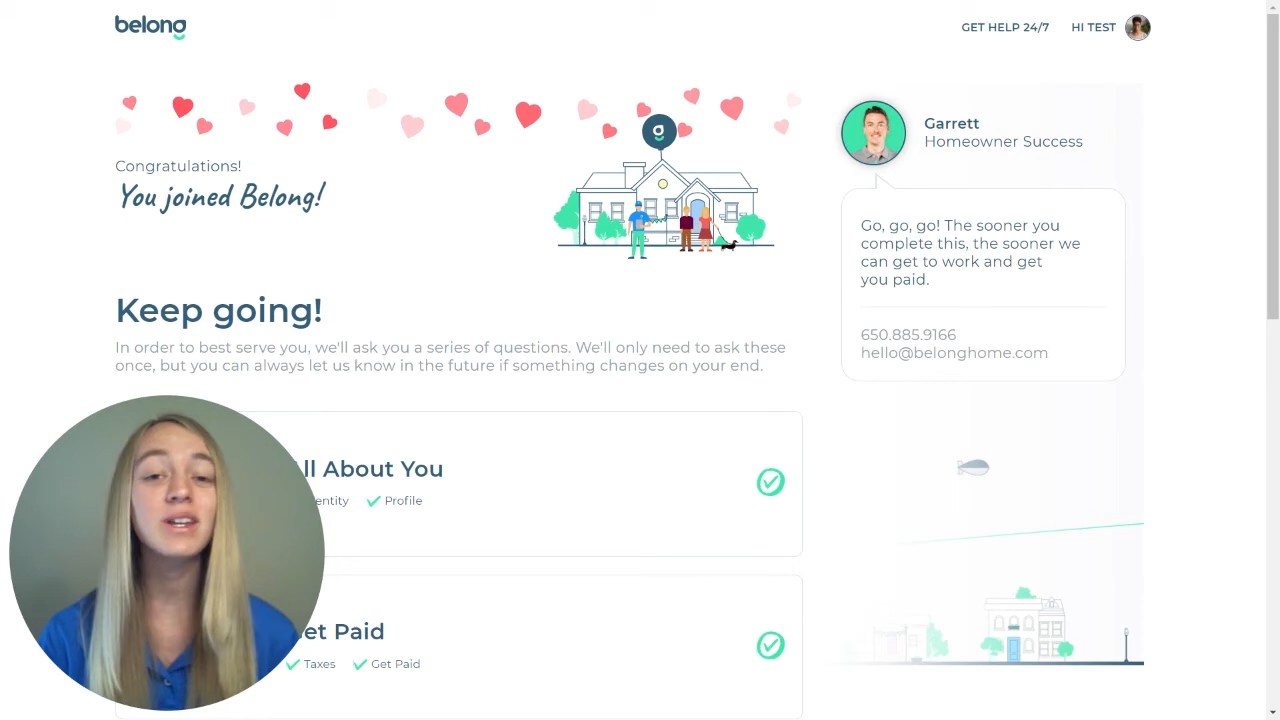 belong
GET HELP 24/7
HI TEST
Congratulations!
You joined Belong!
Garrett
Homeowner Success
Go, go, go! The sooner you
complete this, the sooner we
can get to work and get
you paid.
650.885.9166
hello@belonghome.com
Keep going!
In order to best serve you, we'll ask you a series of questions. We'll only need to ask these
once, but you can always let us know in the future if something changes on your end.
ll About You
entity Profile
et Paid
Taxes Get Paid